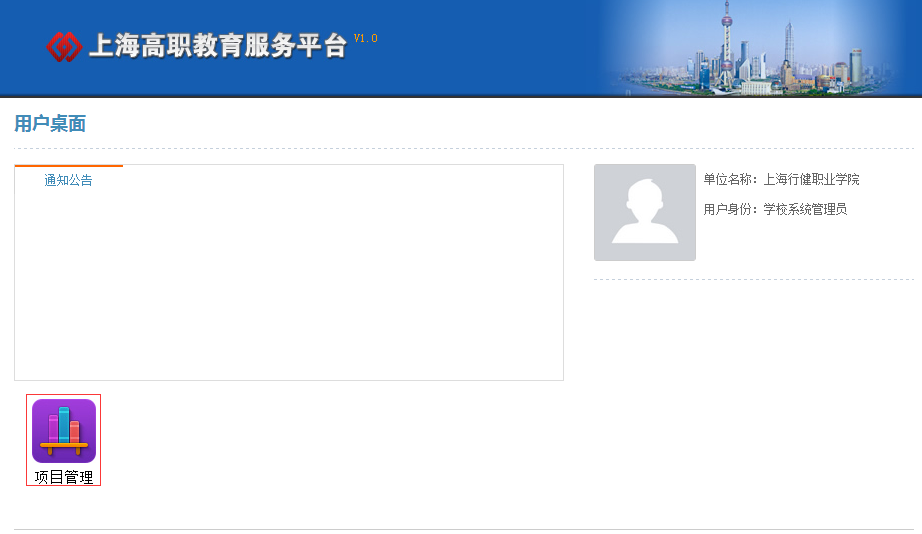 上海高职教育服务平台 V1.0
用户桌面
通知公告
单位名称：上海行健职业学院
用户身份：学校系统管理员
项目管理